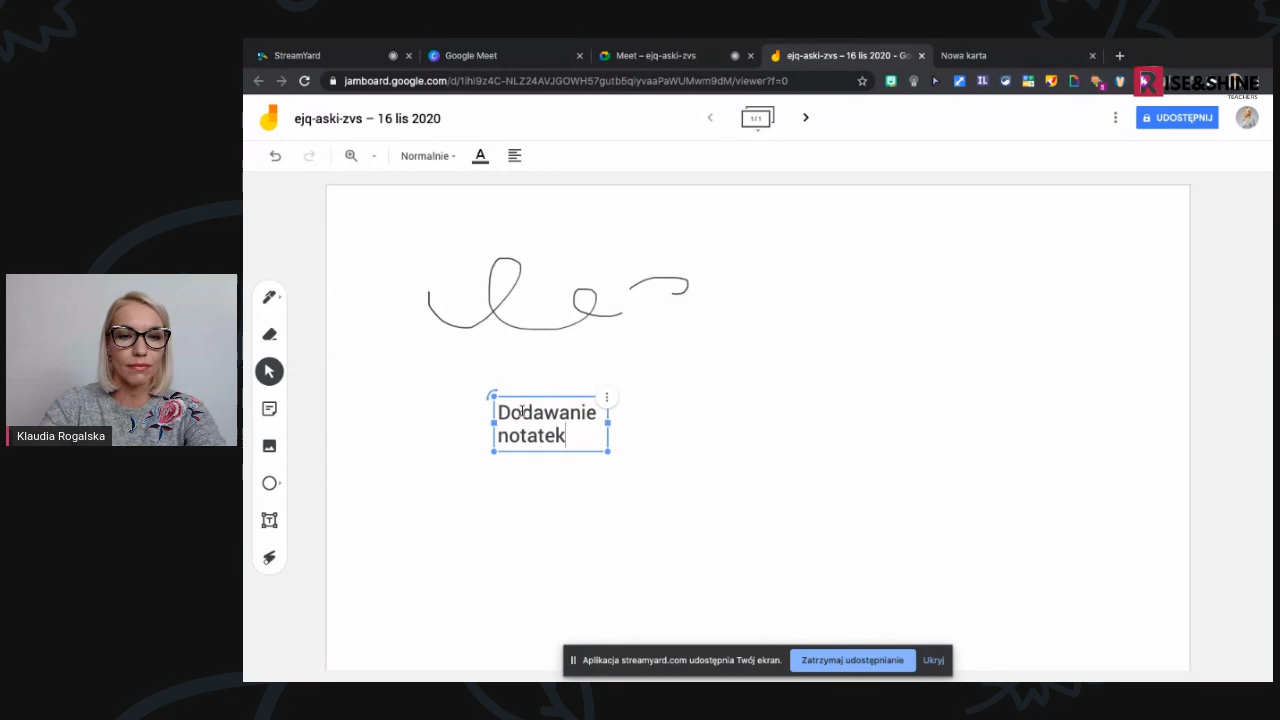 StreamYard
Google Meet
Meet – ejq-aski-zvs
ejq-aski-zvs – 16 lis 2020 - Go
Nowa karta
jamboard.google.com/d/1ihi9z4C-NLZ24AVJGOWH57gutb5qiyvaaPaWUMwm9dM/viewer?f=0
RISE&SHINE
TEACHERS
ejq-aski-zvs – 16 lis 2020
1/1
UDOSTĘPNIJ
Normalnie
Dodawanie
notatek
Klaudia Rogalska
Aplikacja streamyard.com udostępnia Twój ekran.
Zatrzymaj udostępnianie
Ukryj